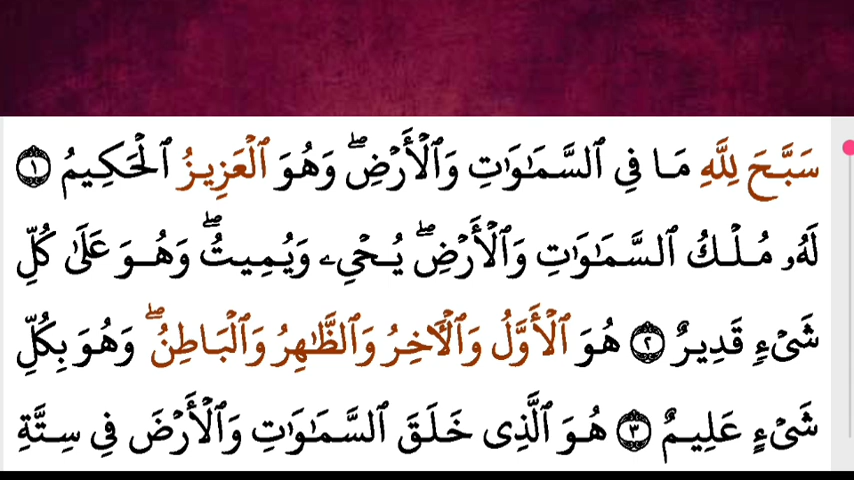 سَبَّحَ لِلَّهِ مَا فِي ٱلسَّمَٰوَٰتِ وَٱلْأَرْضِ ۖ وَهُوَ ٱلْعَزِيزُ ٱلْحَكِيمُ ١
لَهُۥ مُلْكُ ٱلسَّمَٰوَٰتِ وَٱلْأَرْضِ ۖ يُحْيِۦ وَيُمِيتُ ۖ وَهُوَ عَلَىٰ كُلِّ
شَىْءٍ قَدِيرٌ ٢ هُوَ ٱلْأَوَّلُ وَٱلْـَٔاخِرُ وَٱلظَّٰهِرُ وَٱلْبَاطِنُ ۖ وَهُوَ بِكُلِّ
شَىْءٍ عَلِيمٌ ٣ هُوَ ٱلَّذِى خَلَقَ ٱلسَّمَٰوَٰتِ وَٱلْأَرْضَ فِى سِتَّةِ